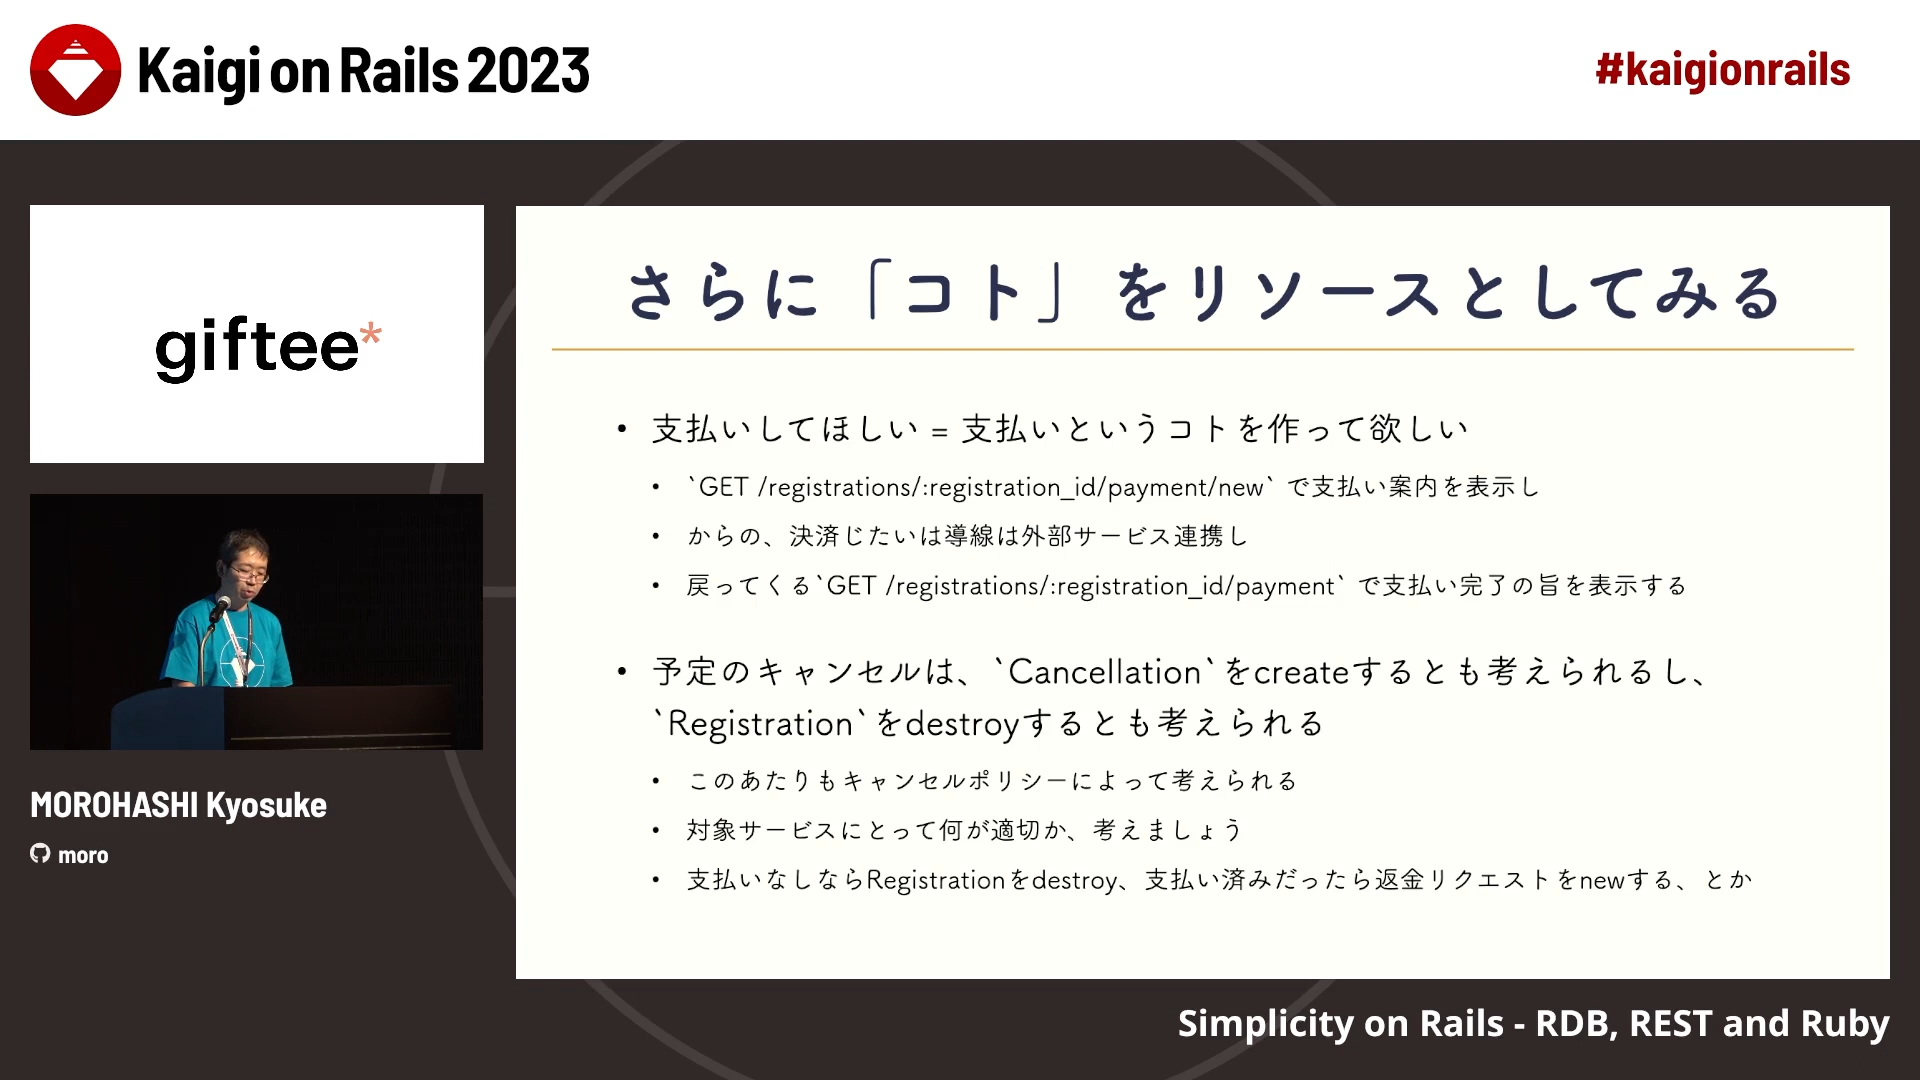 Kaigi on Rails 2023
#kaigionrails
giftee*
MOROHASHI Kyosuke
moro
さらに「コト」をリソースとしてみる
• 支払いしてほしい = 支払いというコトを作って欲しい
• `GET /registrations/:registration_id/payment/new` で支払い案内を表示し
• からの、決済じたいは導線は外部サービス連携し
• 戻ってくる`GET /registrations/:registration_id/payment` で支払い完了の旨を表示する
• 予定のキャンセルは、`Cancellation`をcreateするとも考えられるし、
`Registration`をdestroyするとも考えられる
• このあたりもキャンセルポリシーによって考えられる
• 対象サービスにとって何が適切か、考えましょう
• 支払いなしならRegistrationをdestroy、支払い済みだったら返金リクエストをnewする、とか
Simplicity on Rails - RDB, REST and Ruby